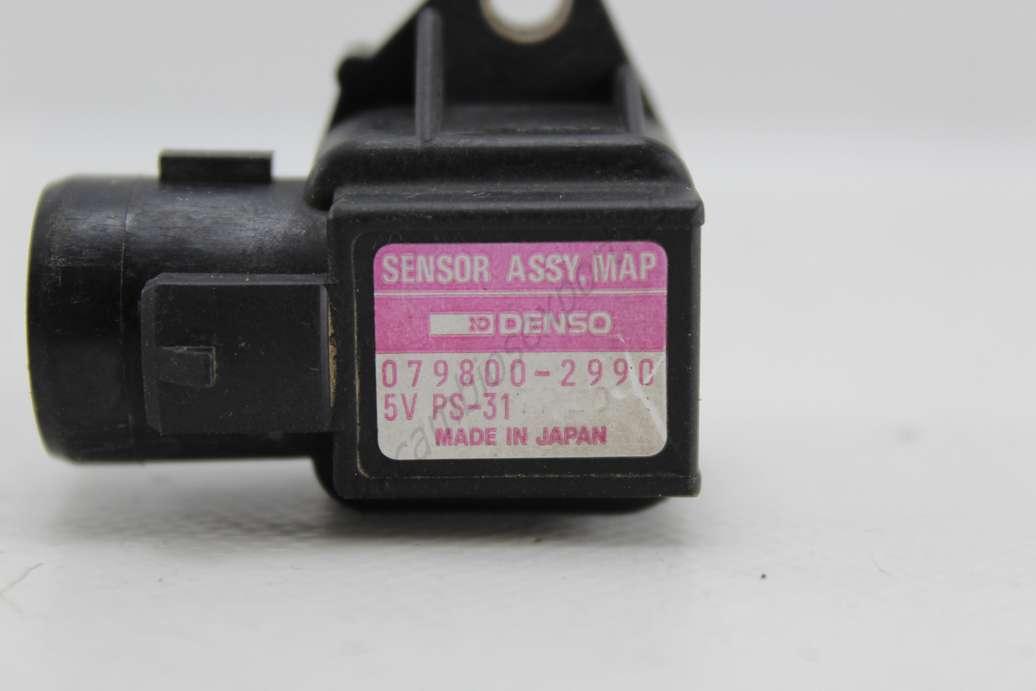 SENSOR ASSY, MAP
DENSO
079800-2990
5V PS-31
MADE IN JAPAN